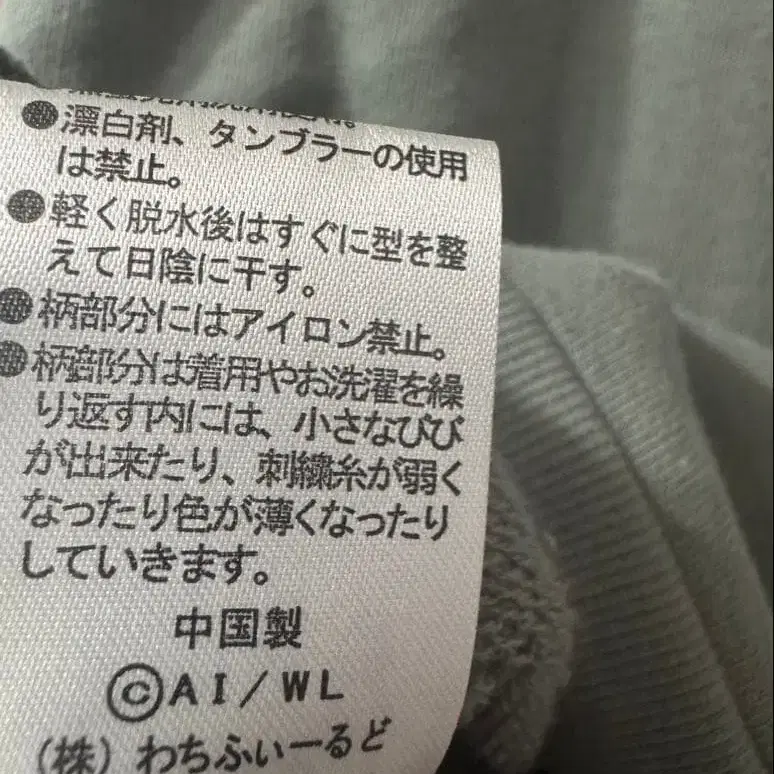 ●漂白剤、タンブラーの使用
は禁止。
●軽く脱水後はすぐに型を整
えて日陰に干す。
●柄部分にはアイロン禁止。
●柄部分は着用やお洗濯を繰
り返す内には、小さなひび
が出来たり、刺繍糸が弱く
なったり色が薄くなったり
していきます。
中国製
©AI/WL
(株)わちふぃーるど